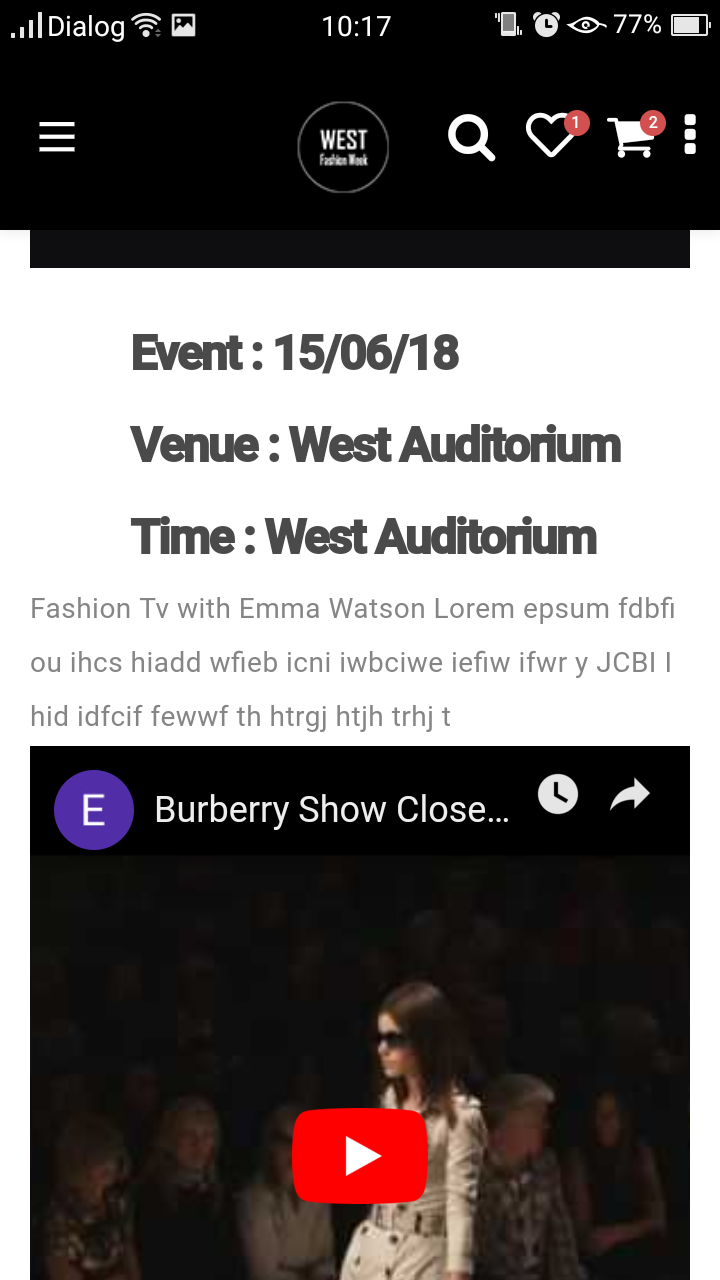 Dialog 10:17 77%
WEST
Fashion Week
1
2
Event : 15/06/18
Venue : West Auditorium
Time : West Auditorium
Fashion Tv with Emma Watson Lorem epsum fdbfi
ou ihcs hiadd wfieb icni iwbciwe iefiw ifwr y JCBI I
hid idfcif fewwf th htrgj htjh trhj t
E
Burberry Show Close...